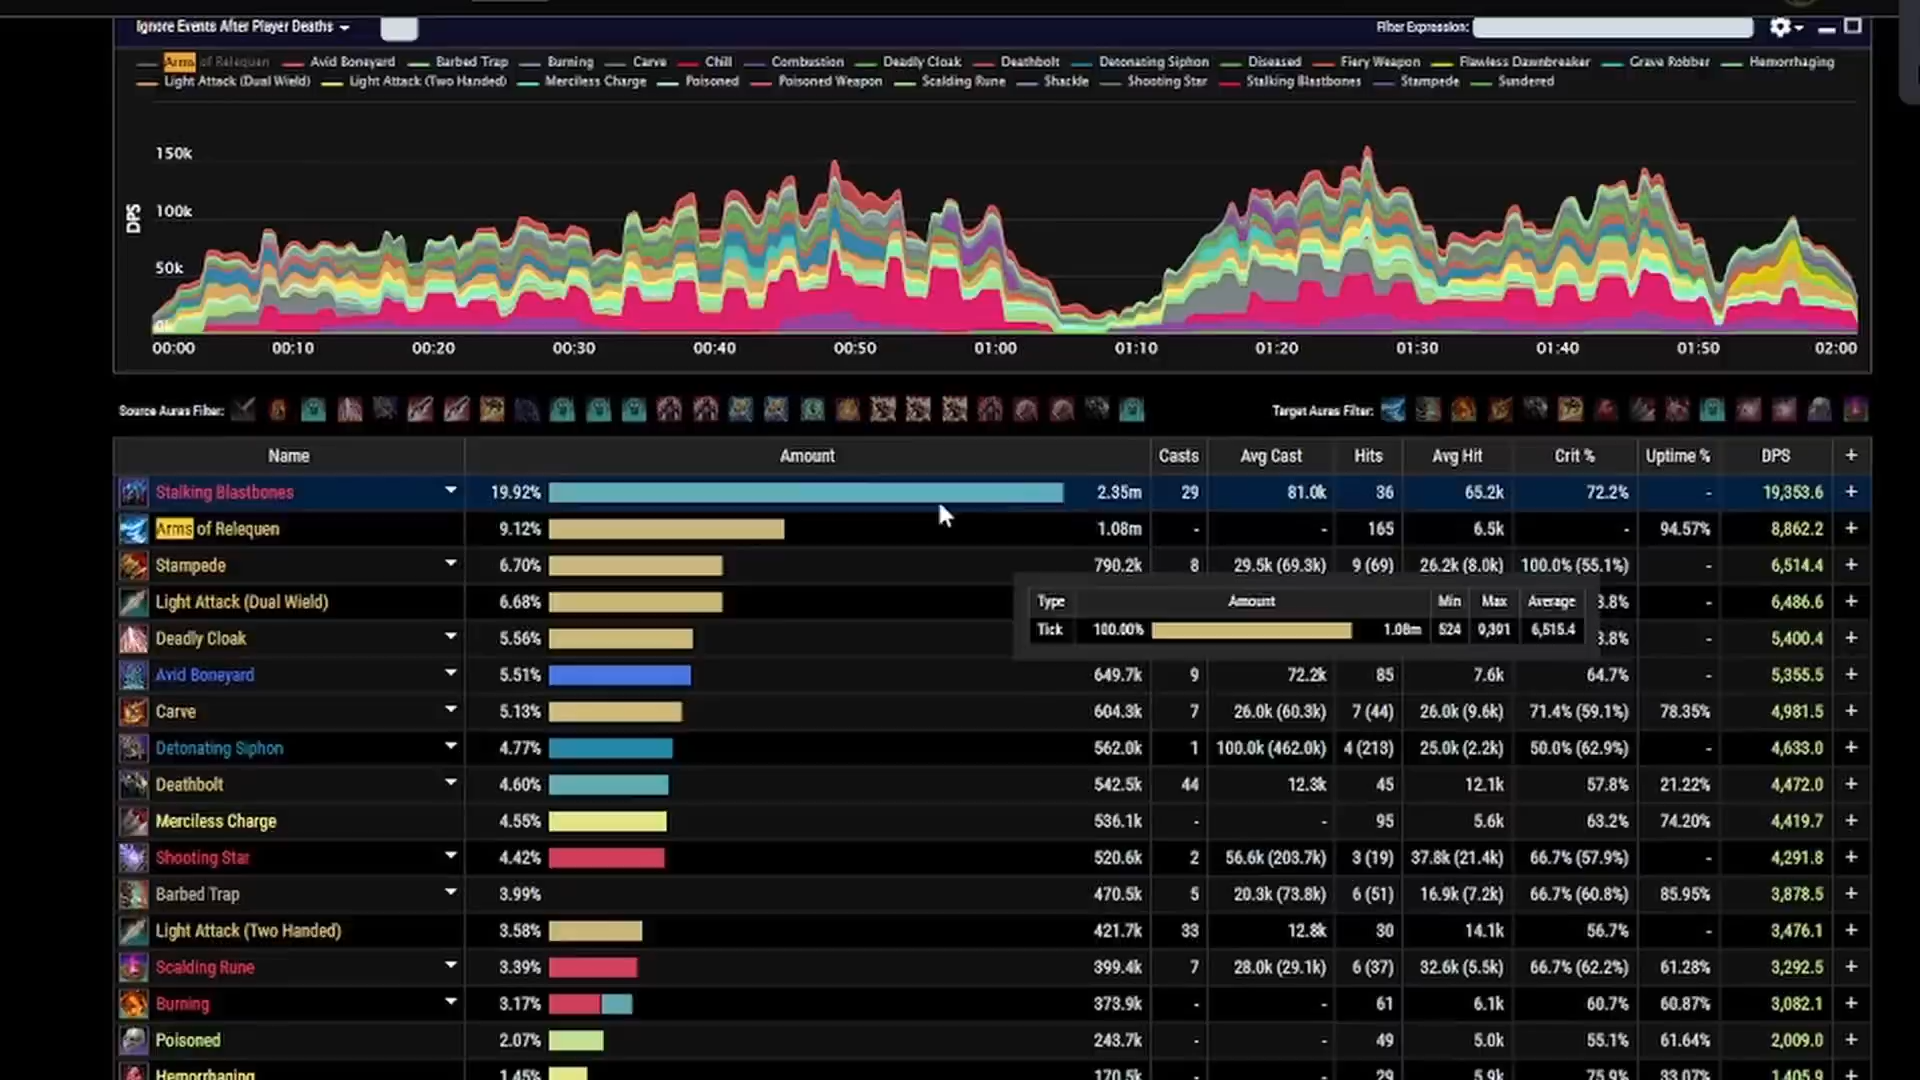 Ignore Events After Player Deaths
Filter Expression:
Arms of Relequen Avid Boneyard Barbed Trap Burning Carve Chill Combustion Deadly Cloak Deathbolt Detonating Siphon Diseased Fiery Weapon Flawless Dawnbreaker Grave Robber Hemorrhaging
Light Attack (Dual Wield) Light Attack (Two Handed) Merciless Charge Poisoned Poisoned Weapon Scalding Rune Shackle Shooting Star Stalking Blastbones Stampede Sundered
150k
100k
DPS
50k
0k
00:00 00:10 00:20 00:30 00:40 00:50 01:00 01:10 01:20 01:30 01:40 01:50 02:00
Source Auras Filter: Target Auras Filter:
Name Amount Casts Avg Cast Hits Avg Hit Crit % Uptime % DPS +
Stalking Blastbones 19.92% 2.35m 29 81.0k 36 65.2k 72.2% - 19,353.6 +
Arms of Relequen 9.12% 1.08m - - 165 6.5k - 94.57% 8,862.2 +
Stampede 6.70% 790.2k 8 29.5k (69.3k) 9 (69) 26.2k (8.0k) 100.0% (55.1%) - 6,514.4 +
Light Attack (Dual Wield) 6.68% 3.8% - 6,486.6 +
Type Amount Min Max Average
Tick 100.00% 1.08m 524 9,391 6,515.4
Deadly Cloak 5.56% 3.8% - 5,400.4 +
Avid Boneyard 5.51% 649.7k 9 72.2k 85 7.6k 64.7% - 5,355.5 +
Carve 5.13% 604.3k 7 26.0k (60.3k) 7 (44) 26.0k (9.6k) 71.4% (59.1%) 78.35% 4,981.5 +
Detonating Siphon 4.77% 562.0k 1 100.0k (462.0k) 4 (213) 25.0k (2.2k) 50.0% (62.9%) - 4,633.0 +
Deathbolt 4.60% 542.5k 44 12.3k 45 12.1k 57.8% 21.22% 4,472.0 +
Merciless Charge 4.55% 536.1k - - 95 5.6k 63.2% 74.20% 4,419.7 +
Shooting Star 4.42% 520.6k 2 56.6k (203.7k) 3 (19) 37.8k (21.4k) 66.7% (57.9%) - 4,291.8 +
Barbed Trap 3.99% 470.5k 5 20.3k (73.8k) 6 (51) 16.9k (7.2k) 66.7% (60.8%) 85.95% 3,878.5 +
Light Attack (Two Handed) 3.58% 421.7k 33 12.8k 30 14.1k 56.7% - 3,476.1 +
Scalding Rune 3.39% 399.4k 7 28.0k (29.1k) 6 (37) 32.6k (5.5k) 66.7% (62.2%) 61.28% 3,292.5 +
Burning 3.17% 373.9k - - 61 6.1k 60.7% 60.87% 3,082.1 +
Poisoned 2.07% 243.7k - - 49 5.0k 55.1% 61.64% 2,009.0 +
Hemorrhaging 1.45% 170.5k - - 29 5.9k 75.9% 33.07% 1,405.9 +